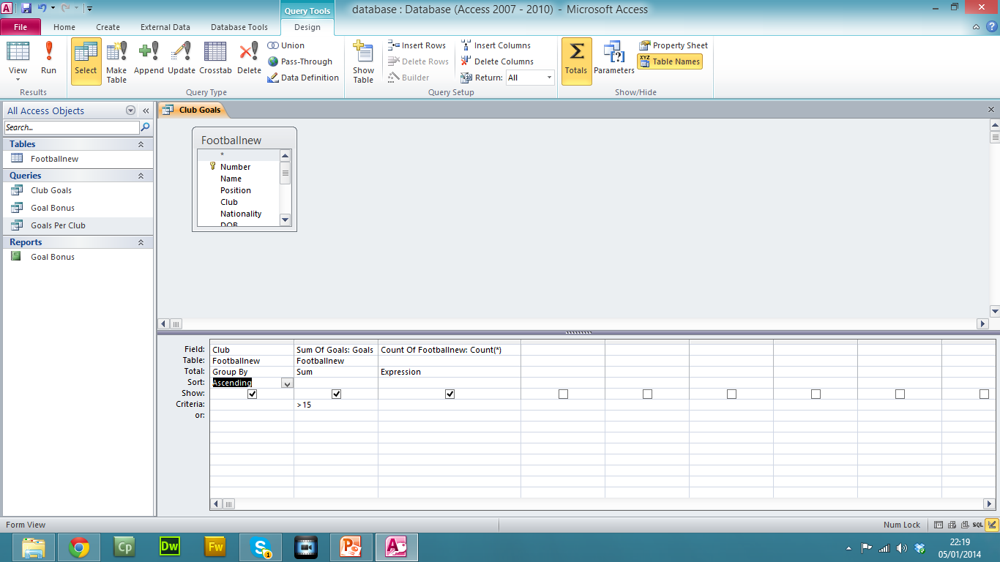 Query Tools
database : Database (Access 2007 - 2010) - Microsoft Access
File Home Create External Data Database Tools Design
View
Run
Select
Make Table
Append
Update
Crosstab
Delete
Union
Pass-Through
Data Definition
Show Table
Insert Rows
Delete Rows
Builder
Insert Columns
Delete Columns
Return: All
Totals
Parameters
Property Sheet
Table Names
Results
Query Type
Query Setup
Show/Hide
All Access Objects
Search...
Tables
Footballnew
Queries
Club Goals
Goal Bonus
Goals Per Club
Reports
Goal Bonus
Club Goals
Footballnew
*
Number
Name
Position
Club
Nationality
DOB
Field: Club Sum Of Goals: Goals Count Of Footballnew: Count(*)
Table: Footballnew Footballnew
Total: Group By Sum Expression
Sort: Ascending
Show:
Criteria: >15
or:
Form View
Num Lock
SQL
Cp
Dw
Fw
S
1
P
A
22:19
05/01/2014